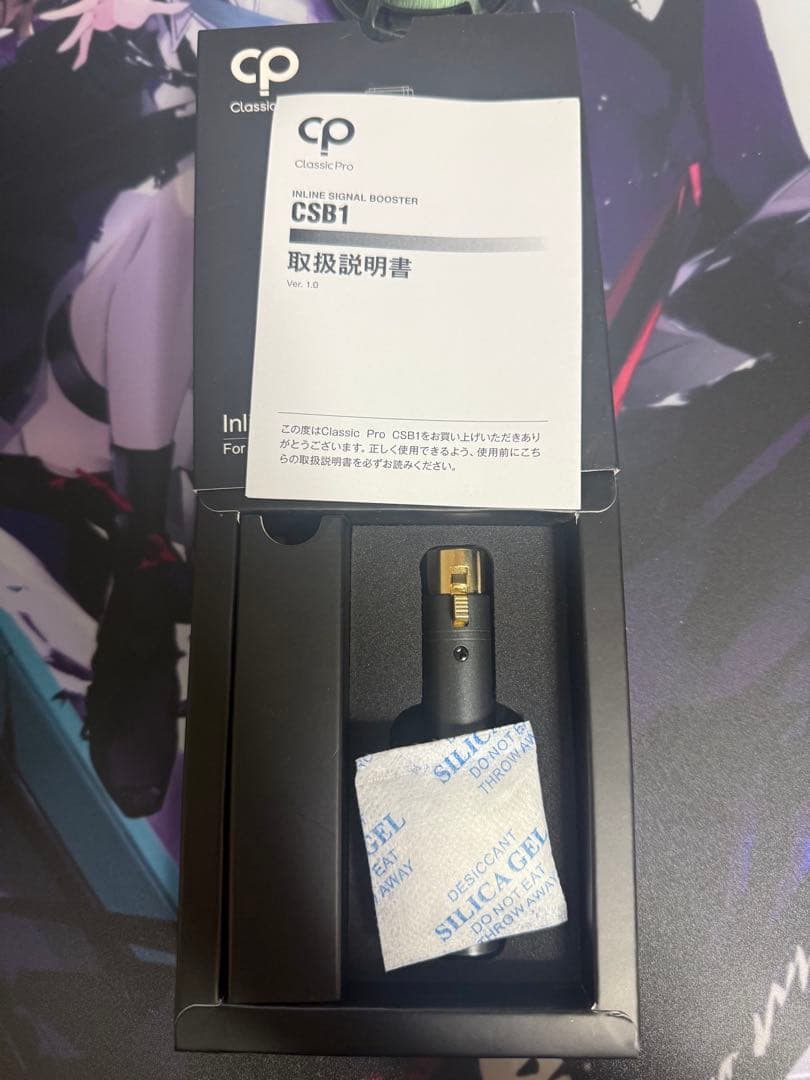 cp
Classic
cp
Classic Pro
INLINE SIGNAL BOOSTER
CSB1
取扱説明書
Ver. 1.0
この度はClassic Pro CSB1をお買い上げいただきあり
がとうございます。正しく使用できるよう、使用前にこち
らの取扱説明書を必ずお読みください。
For
DO NOT EAT
THROW AWAY
GEL
EAT
AWAY
DESICCANT
SILICA GEL
DO NOT EAT
THROW AWAY